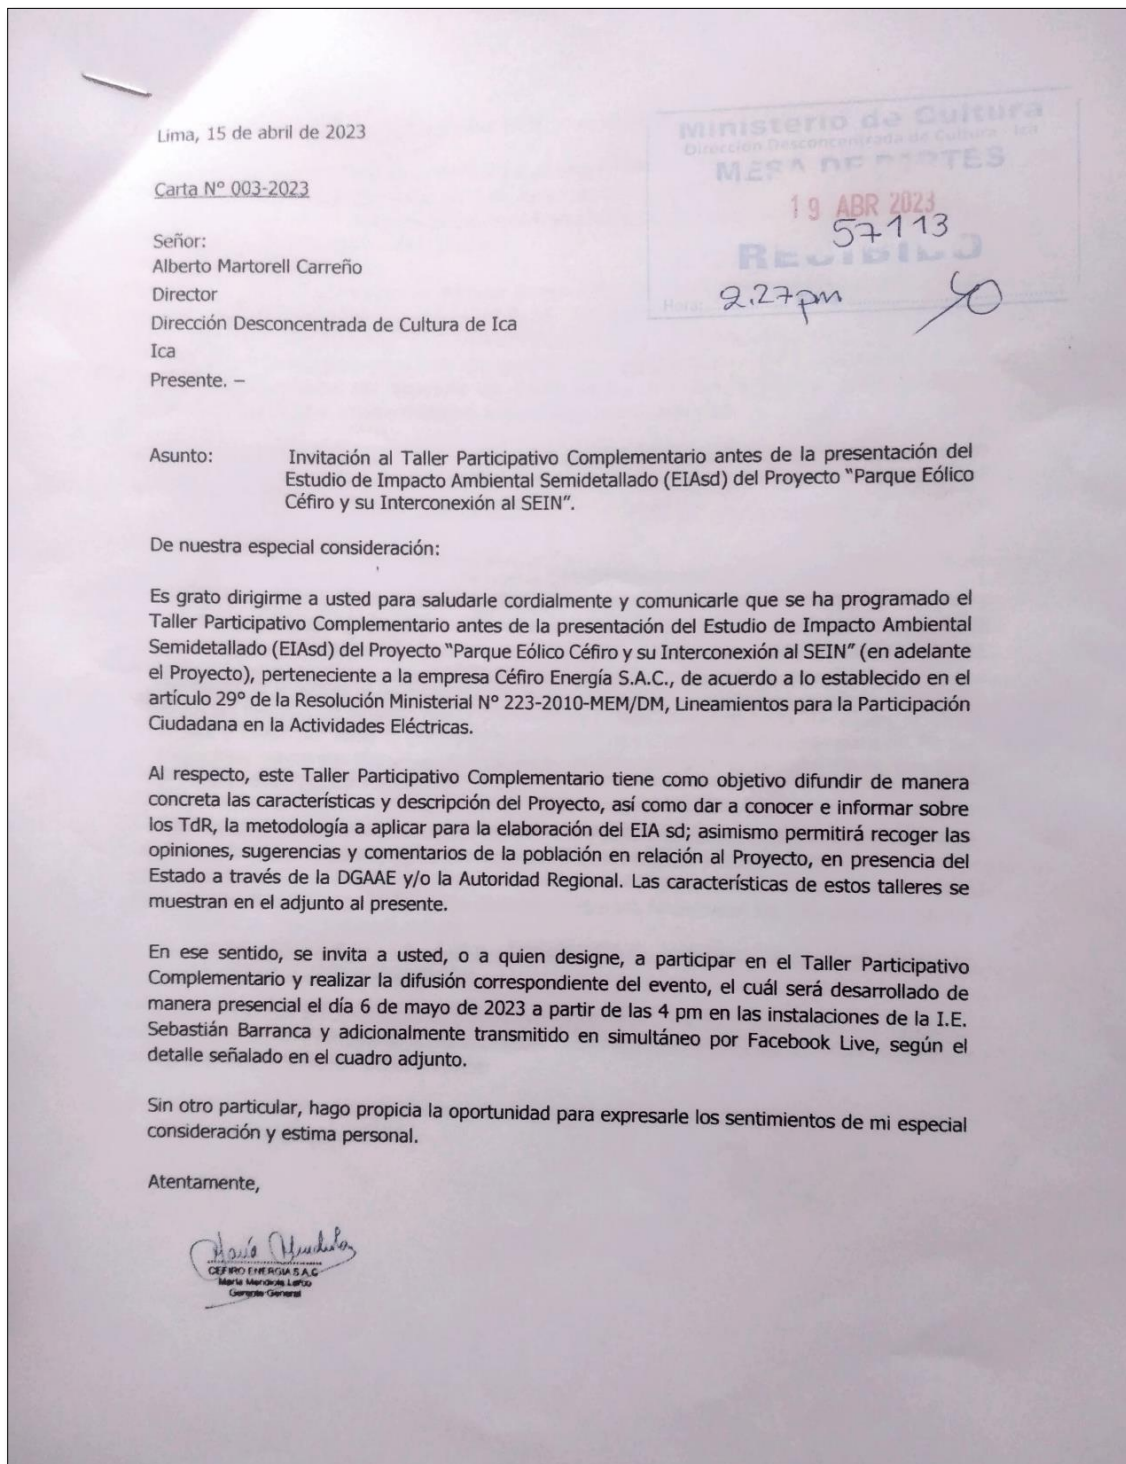 Lima, 15 de abril de 2023
Carta Nº 003-2023
Ministerio de Cultura
Dirección Desconcentrada de Cultura - Ica
MESA DE PARTES
19 ABR 2023
57113
RECIBIDO
Hora: 2.27pm
Señor:
Alberto Martorell Carreño
Director
Dirección Desconcentrada de Cultura de Ica
Ica
Presente. –
Asunto: Invitación al Taller Participativo Complementario antes de la presentación del
Estudio de Impacto Ambiental Semidetallado (EIAsd) del Proyecto “Parque Eólico
Céfiro y su Interconexión al SEIN”.
De nuestra especial consideración:
Es grato dirigirme a usted para saludarle cordialmente y comunicarle que se ha programado el
Taller Participativo Complementario antes de la presentación del Estudio de Impacto Ambiental
Semidetallado (EIAsd) del Proyecto “Parque Eólico Céfiro y su Interconexión al SEIN” (en adelante
el Proyecto), perteneciente a la empresa Céfiro Energía S.A.C., de acuerdo a lo establecido en el
artículo 29º de la Resolución Ministerial Nº 223-2010-MEM/DM, Lineamientos para la Participación
Ciudadana en la Actividades Eléctricas.
Al respecto, este Taller Participativo Complementario tiene como objetivo difundir de manera
concreta las características y descripción del Proyecto, así como dar a conocer e informar sobre
los TdR, la metodología a aplicar para la elaboración del EIA sd; asimismo permitirá recoger las
opiniones, sugerencias y comentarios de la población en relación al Proyecto, en presencia del
Estado a través de la DGAAE y/o la Autoridad Regional. Las características de estos talleres se
muestran en el adjunto al presente.
En ese sentido, se invita a usted, o a quien designe, a participar en el Taller Participativo
Complementario y realizar la difusión correspondiente del evento, el cuál será desarrollado de
manera presencial el día 6 de mayo de 2023 a partir de las 4 pm en las instalaciones de la I.E.
Sebastián Barranca y adicionalmente transmitido en simultáneo por Facebook Live, según el
detalle señalado en el cuadro adjunto.
Sin otro particular, hago propicia la oportunidad para expresarle los sentimientos de mi especial
consideración y estima personal.
Atentamente,
CEFIRO ENERGIA S.A.C
María Mendiola
Gerente General